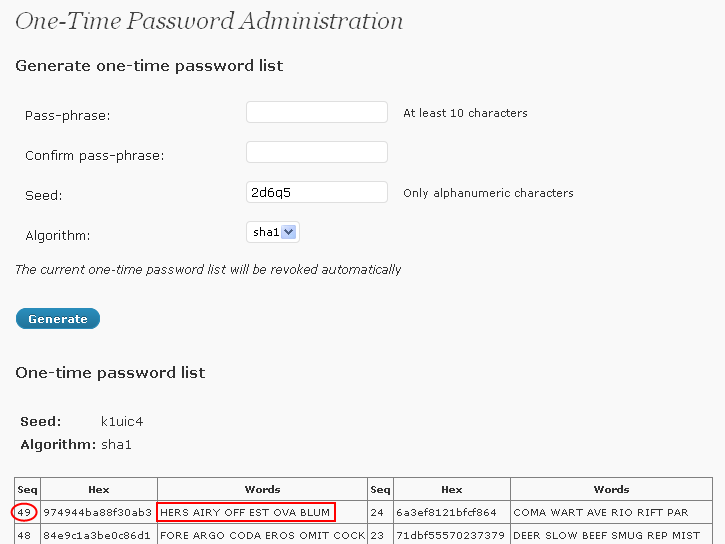 One-Time Password Administration
Generate one-time password list
Pass-phrase: At least 10 characters
Confirm pass-phrase:
Seed: 2d6q5 Only alphanumeric characters
Algorithm: sha1
The current one-time password list will be revoked automatically
Generate
One-time password list
Seed: k1uic4
Algorithm: sha1
Seq Hex Words Seq Hex Words
49 974944ba88f30ab3 HERS AIRY OFF EST OVA BLUM 24 6a3ef8121bfcf864 COMA WART AVE RIO RIFT PAR
48 84e9c1a3be0c86d1 FORE ARGO CODA EROS OMIT COCK 23 71dbf55570237379 DEER SLOW BEEF SMUG REP MIST